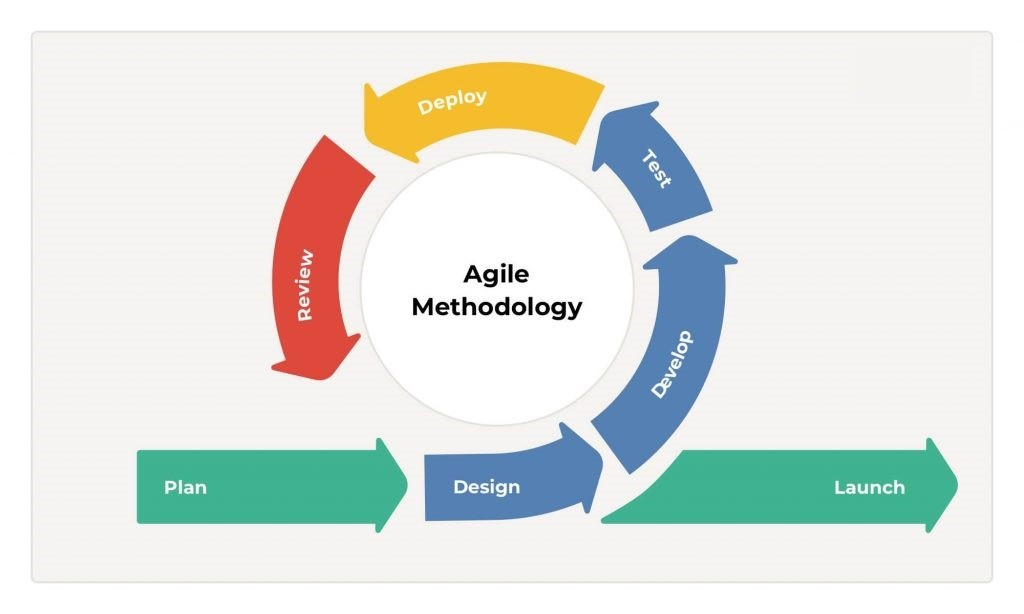 Deploy
Test
Review
Agile
Methodology
Develop
Plan
Design
Launch